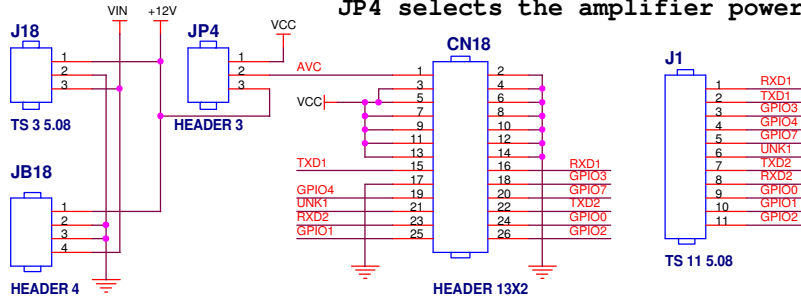 JP4 selects the amplifier power
VIN
+12V
J18
1
2
3
TS 3 5.08
JB18
1
2
3
4
HEADER 4
JP4
VCC
1
2
3
AVC
HEADER 3
CN18
VCC
1
3
5
7
9
11
13
15
17
19
21
23
25
2
4
6
8
10
12
14
16
18
20
22
24
26
TXD1
GPIO4
UNK1
RXD2
GPIO1
RXD1
GPIO3
GPIO7
TXD2
GPIO0
GPIO2
HEADER 13X2
J1
1 RXD1
2 TXD1
3 GPIO3
4 GPIO4
5 GPIO7
6 UNK1
7 TXD2
8 RXD2
9 GPIO0
10 GPIO1
11 GPIO2
TS 11 5.08